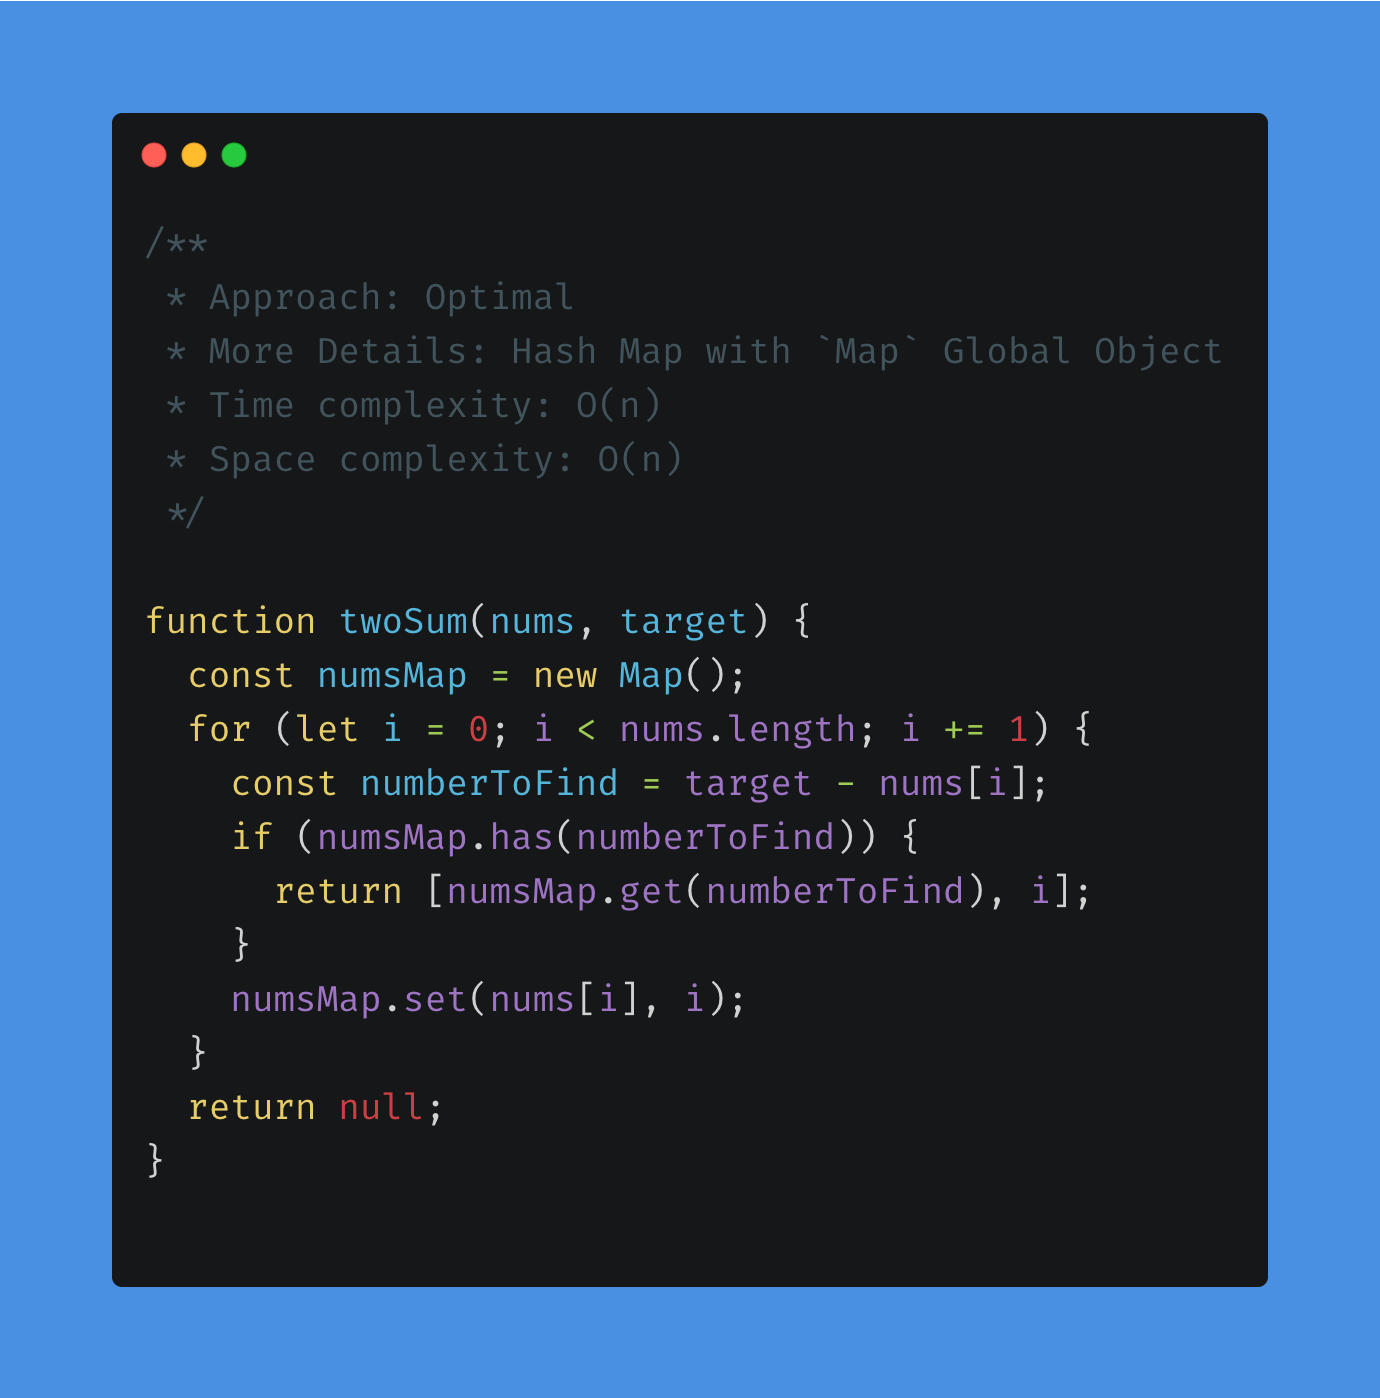 /**
 * Approach: Optimal
 * More Details: Hash Map with `Map` Global Object
 * Time complexity: O(n)
 * Space complexity: O(n)
 */
function twoSum(nums, target) {
  const numsMap = new Map();
  for (let i = 0; i < nums.length; i += 1) {
    const numberToFind = target - nums[i];
    if (numsMap.has(numberToFind)) {
      return [numsMap.get(numberToFind), i];
    }
    numsMap.set(nums[i], i);
  }
  return null;
}